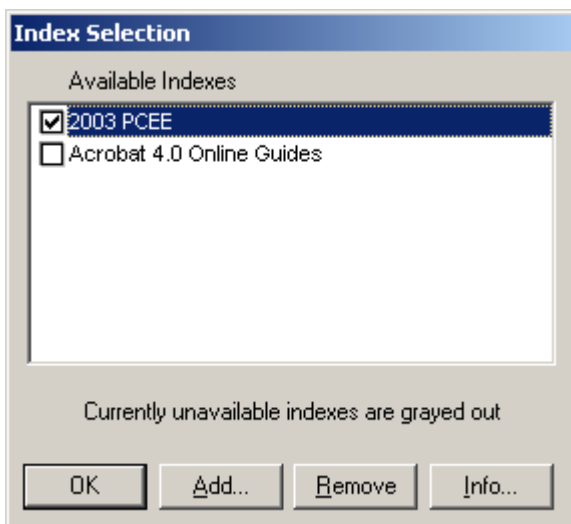 Index Selection
Available Indexes
2003 PCEE
Acrobat 4.0 Online Guides
Currently unavailable indexes are grayed out
OK Add... Remove Info...